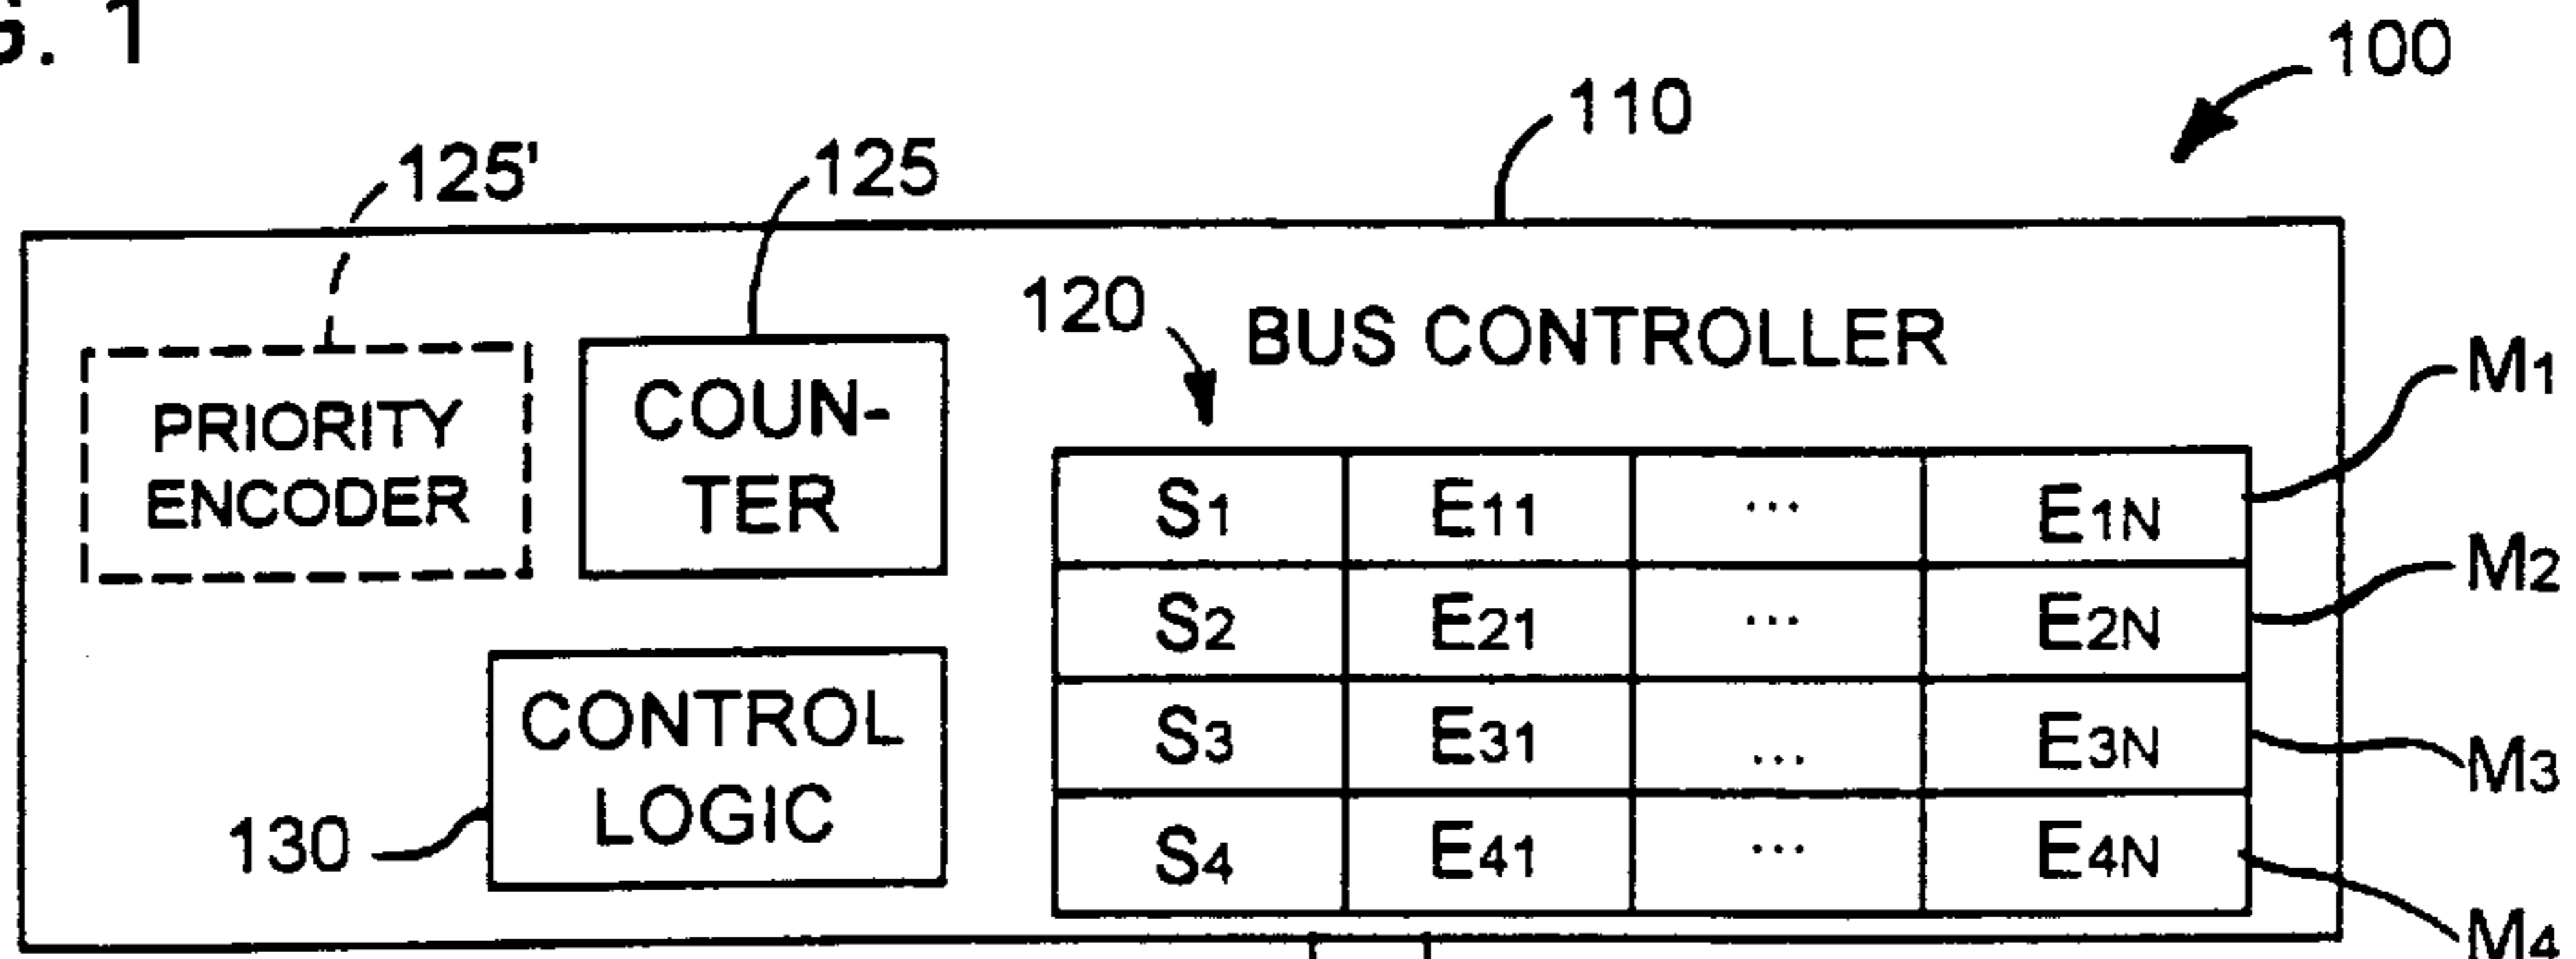 G. 1
100
110
125'
125
120
BUS CONTROLLER
PRIORITY
ENCODER
COUN-
TER
M1
S1 E11 ... E1N
M2
S2 E21 ... E2N
CONTROL
LOGIC
130
S3 E31 ... E3N
M3
S4 E41 ... E4N
M4